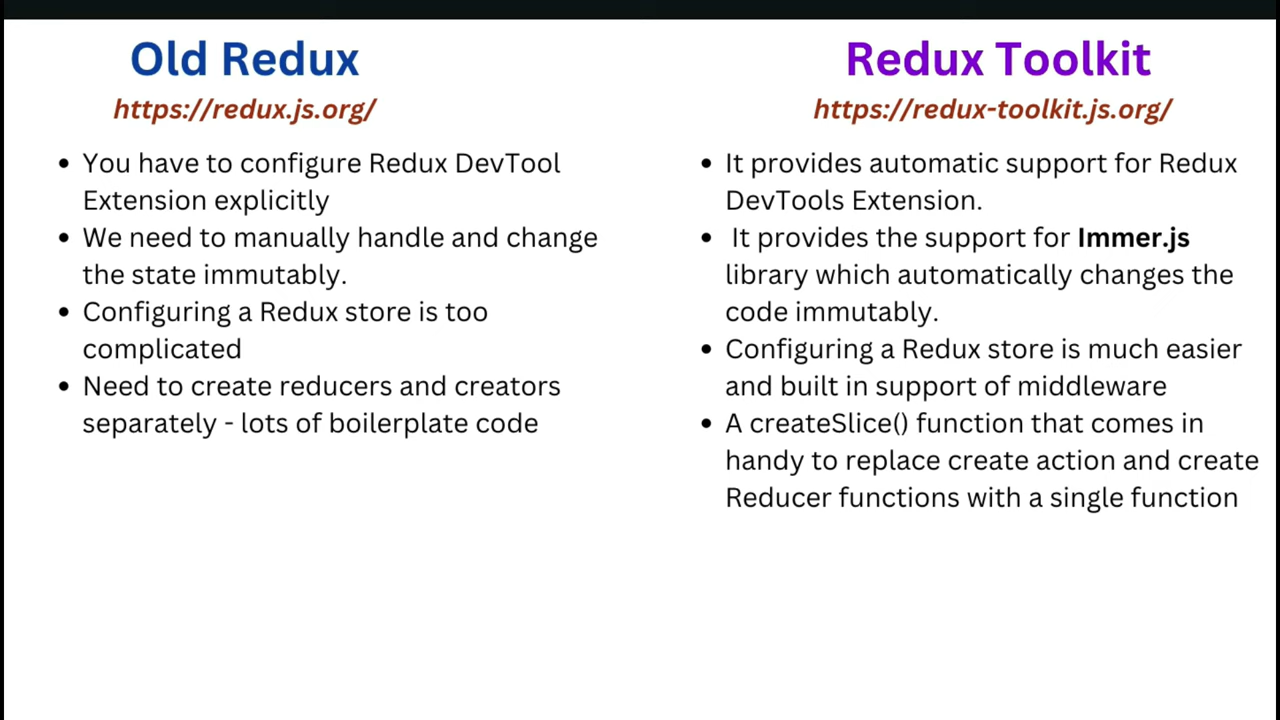 Old Redux
https://redux.js.org/
• You have to configure Redux DevTool
Extension explicitly
• We need to manually handle and change
the state immutably.
• Configuring a Redux store is too
complicated
• Need to create reducers and creators
separately - lots of boilerplate code
Redux Toolkit
https://redux-toolkit.js.org/
• It provides automatic support for Redux
DevTools Extension.
• It provides the support for Immer.js
library which automatically changes the
code immutably.
• Configuring a Redux store is much easier
and built in support of middleware
• A createSlice() function that comes in
handy to replace create action and create
Reducer functions with a single function